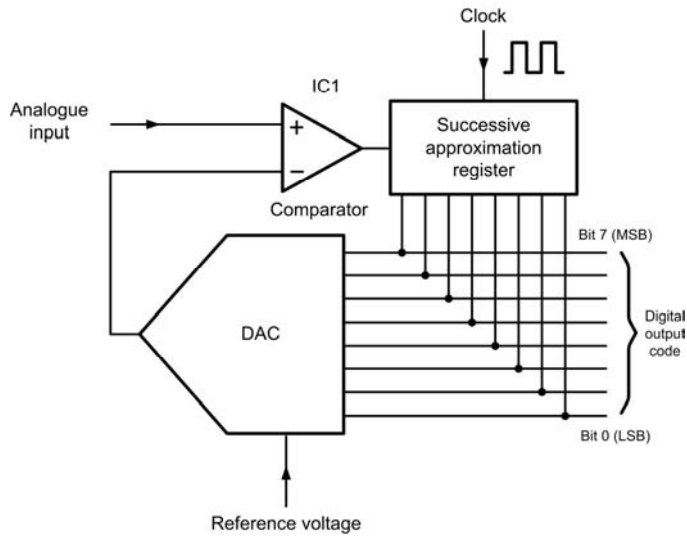 Clock
IC1
Analogue
input
+
−
Successive
approximation
register
Comparator
Bit 7 (MSB)
DAC
Digital
output
code
Bit 0 (LSB)
Reference voltage